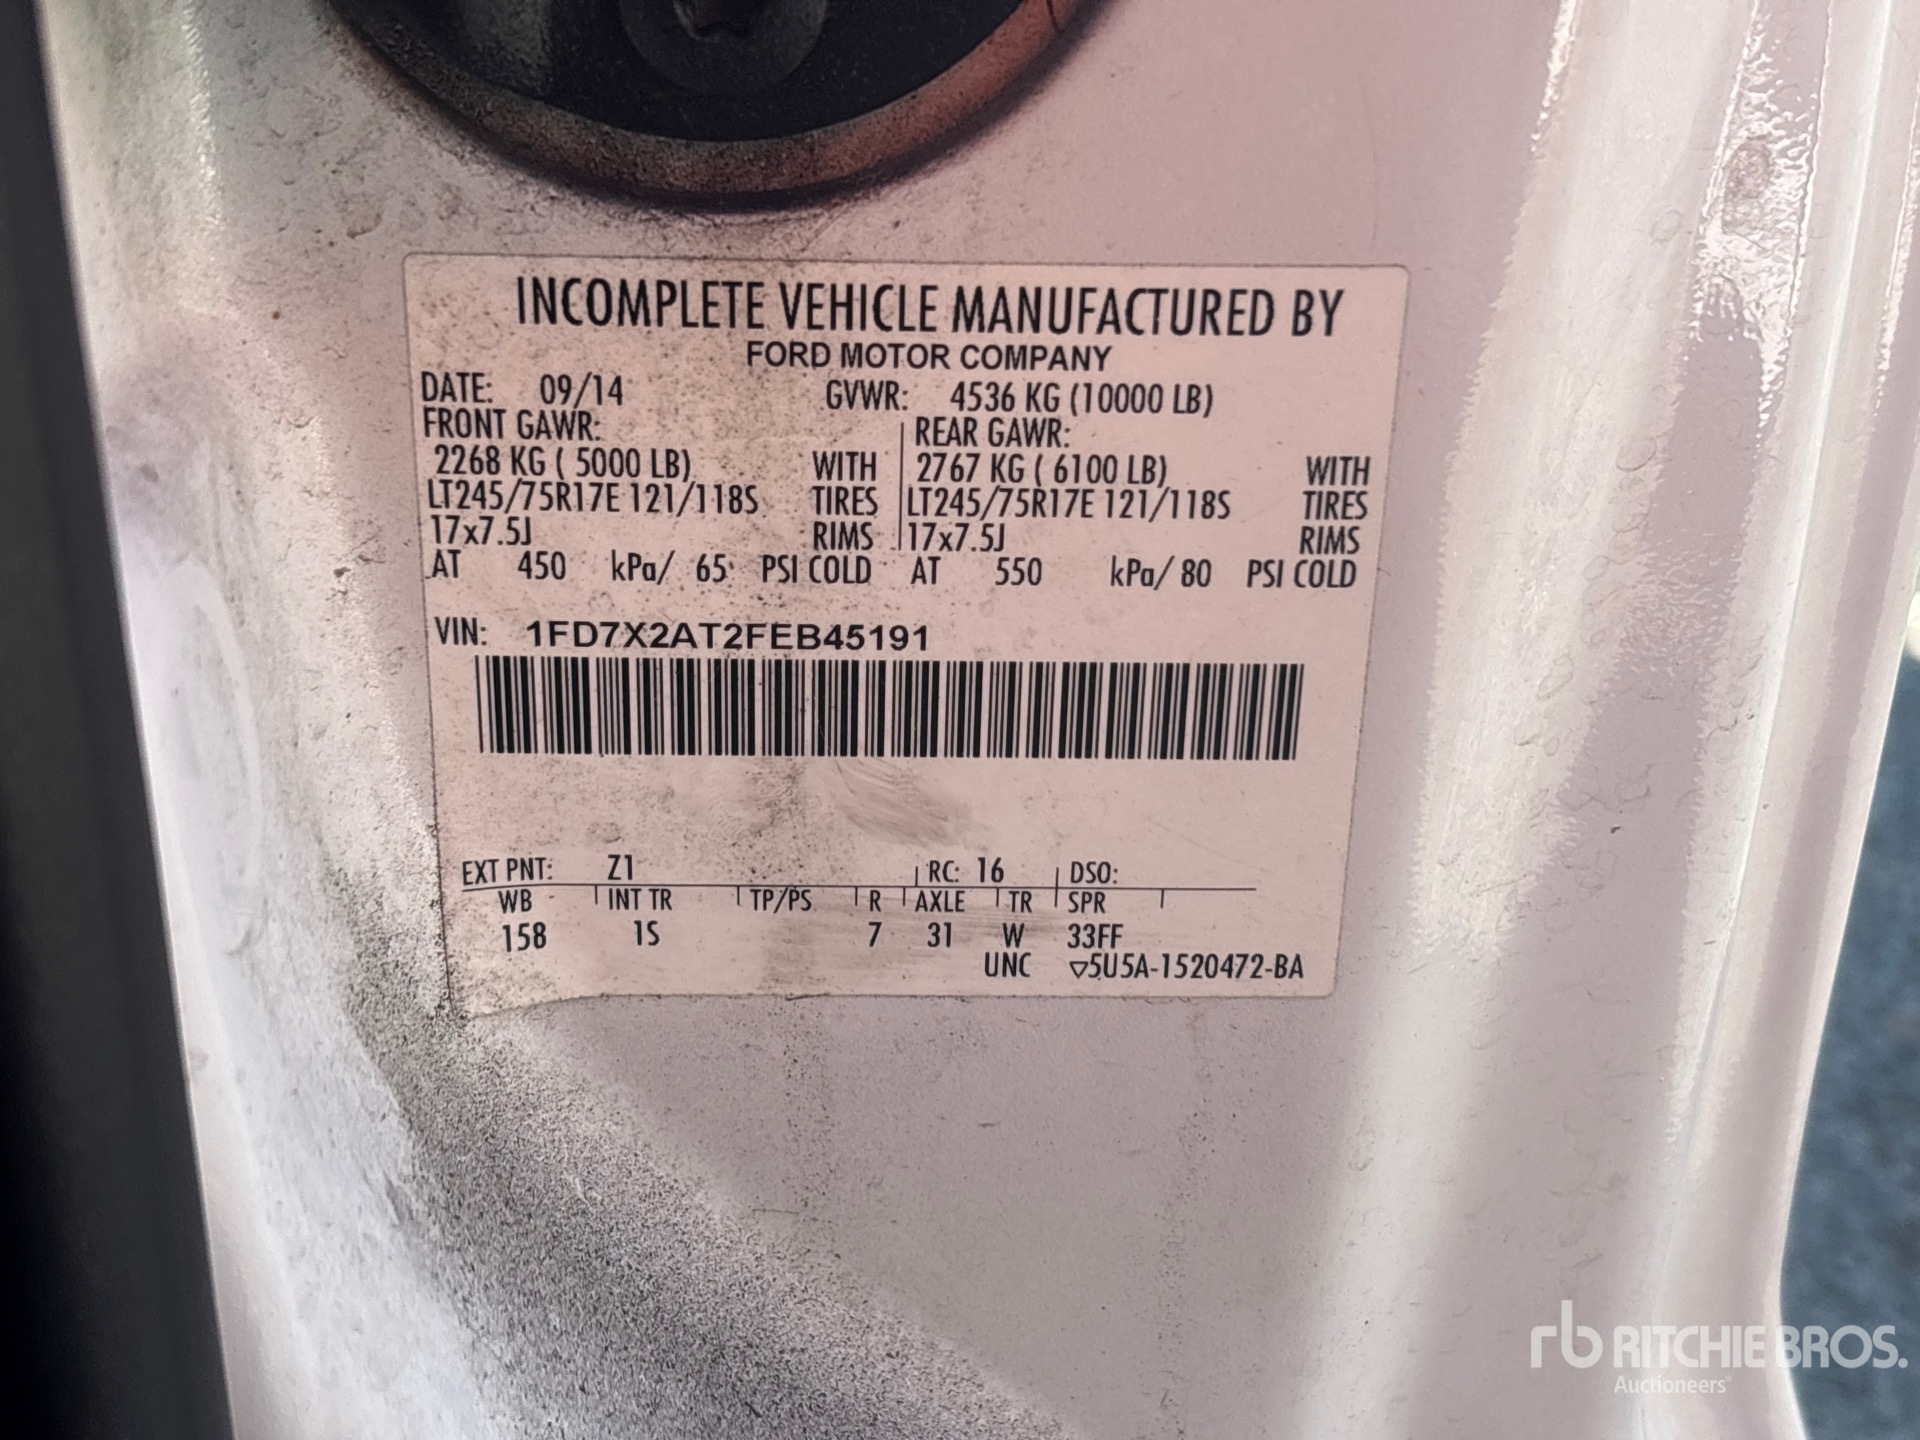 INCOMPLETE VEHICLE MANUFACTURED BY
FORD MOTOR COMPANY
DATE: 09/14 GVWR: 4536 KG (10000 LB)
FRONT GAWR: REAR GAWR:
2268 KG ( 5000 LB) WITH 2767 KG ( 6100 LB) WITH
LT245/75R17E 121/118S TIRES LT245/75R17E 121/118S TIRES
17x7.5J RIMS 17x7.5J RIMS
AT 450 kPa/ 65 PSI COLD AT 550 kPa/ 80 PSI COLD
VIN: 1FD7X2AT2FEB45191
EXT PNT: Z1 RC: 16 DSO:
WB INT TR TP/PS R AXLE TR SPR
158 1S 7 31 W 33FF
UNC ▽5U5A-1520472-BA
rb RITCHIE BROS.
Auctioneers